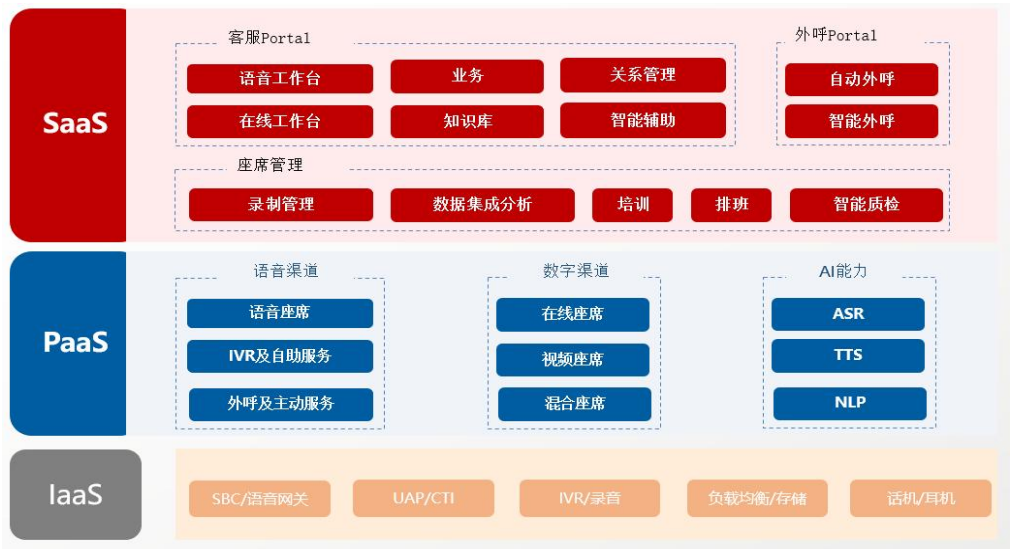 SaaS
客服Portal
语音工作台
业务
关系管理
在线工作台
知识库
智能辅助
外呼Portal
自动外呼
智能外呼
座席管理
录制管理
数据集成分析
培训
排班
智能质检
PaaS
语音渠道
语音座席
IVR及自助服务
外呼及主动服务
数字渠道
在线座席
视频座席
混合座席
AI能力
ASR
TTS
NLP
IaaS
SBC/语音网关
UAP/CTI
IVR/录音
负载均衡/存储
话机/耳机